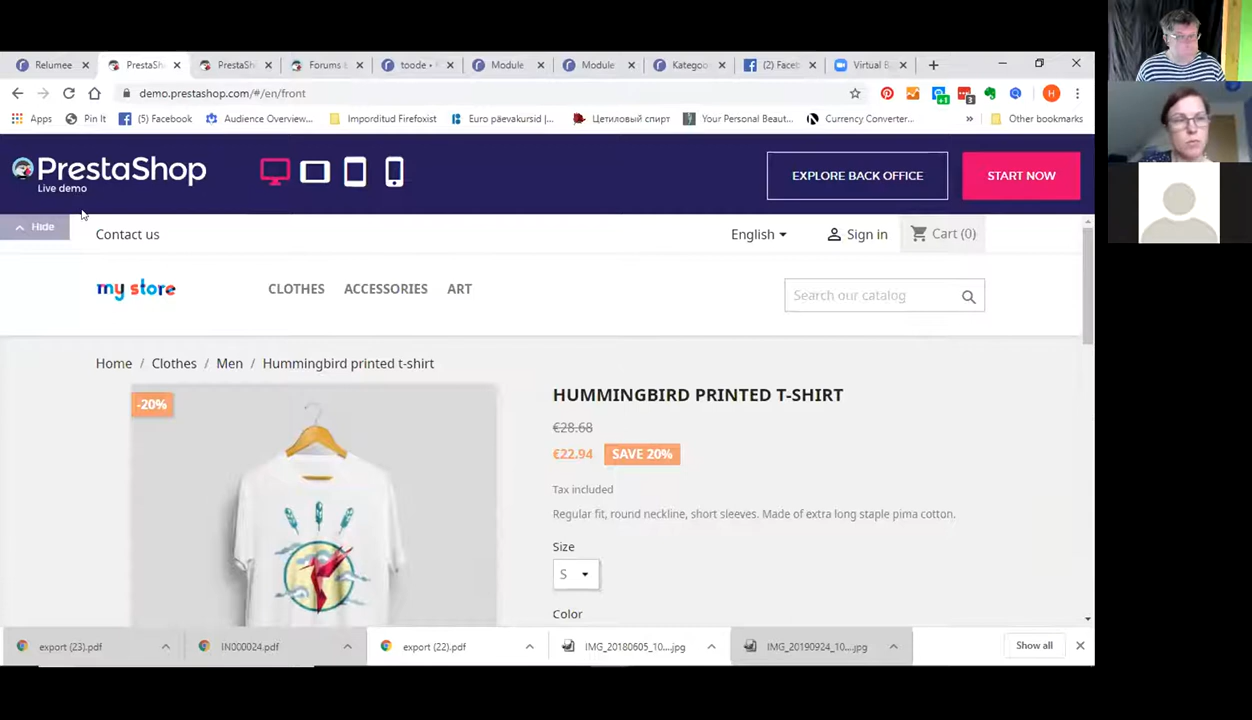 Relumee
PrestaSh
PrestaSh
Forums
toode •
Module
Module
Kategoo
(2) Faceb
Virtual B
demo.prestashop.com/#/en/front
+1
3
H
Apps
Pin It
(5) Facebook
Audience Overview...
Imporditud Firefoxist
Euro päevakursid |...
Цетиловый спирт
Your Personal Beau...
Currency Converter...
Other bookmarks
PrestaShop
Live demo
EXPLORE BACK OFFICE
START NOW
Hide
Contact us
English
Sign in
Cart (0)
my store
CLOTHES
ACCESSORIES
ART
Search our catalog
Home / Clothes / Men / Hummingbird printed t-shirt
-20%
HUMMINGBIRD PRINTED T-SHIRT
€28.68
€22.94
SAVE 20%
Tax included
Regular fit, round neckline, short sleeves. Made of extra long staple pima cotton.
Size
S
Color
export (23).pdf
IN000024.pdf
export (22).pdf
IMG_20180605_10....jpg
IMG_20190924_10....jpg
Show all